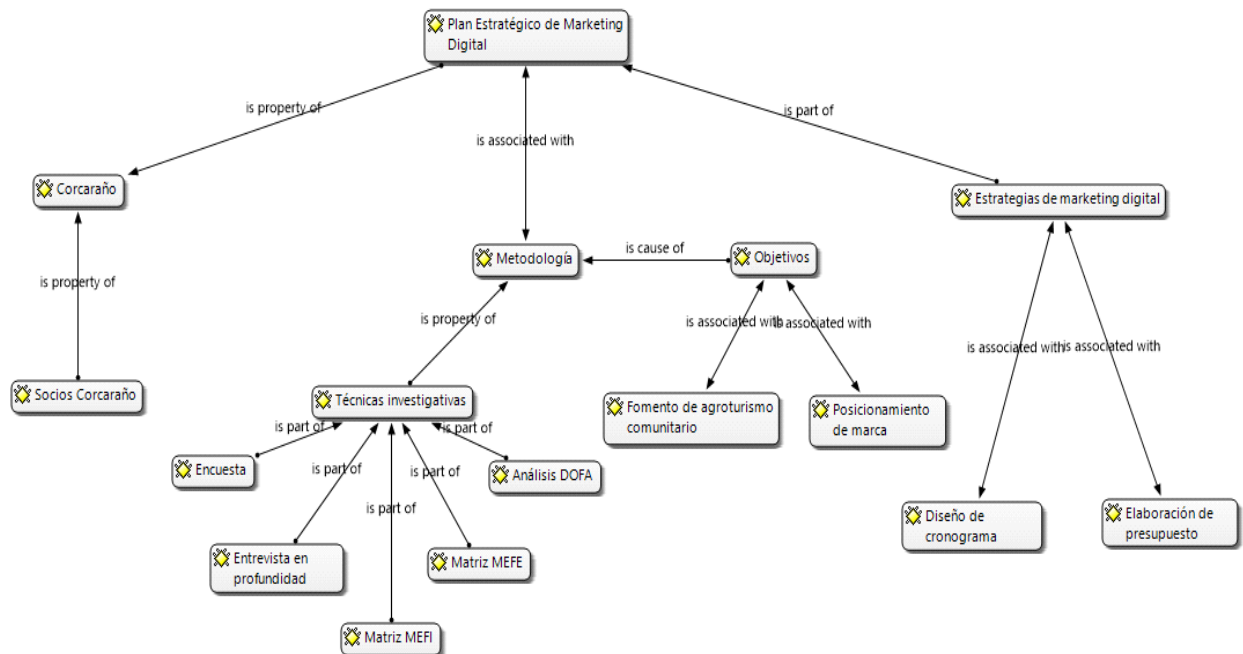 Plan Estratégico de Marketing
Digital
is property of
is associated with
is part of
Corcaraño
Estrategias de marketing digital
is property of
Metodología
is cause of
Objetivos
is property of
is associated with
is associated with
is associated with
is associated with
Socios Corcaraño
Técnicas investigativas
Fomento de agroturismo
comunitario
Posicionamiento
de marca
is part of
is part of
is part of
is part of
is part of
Encuesta
Análisis DOFA
Diseño de
cronograma
Elaboración de
presupuesto
Entrevista en
profundidad
Matriz MEFE
Matriz MEFI